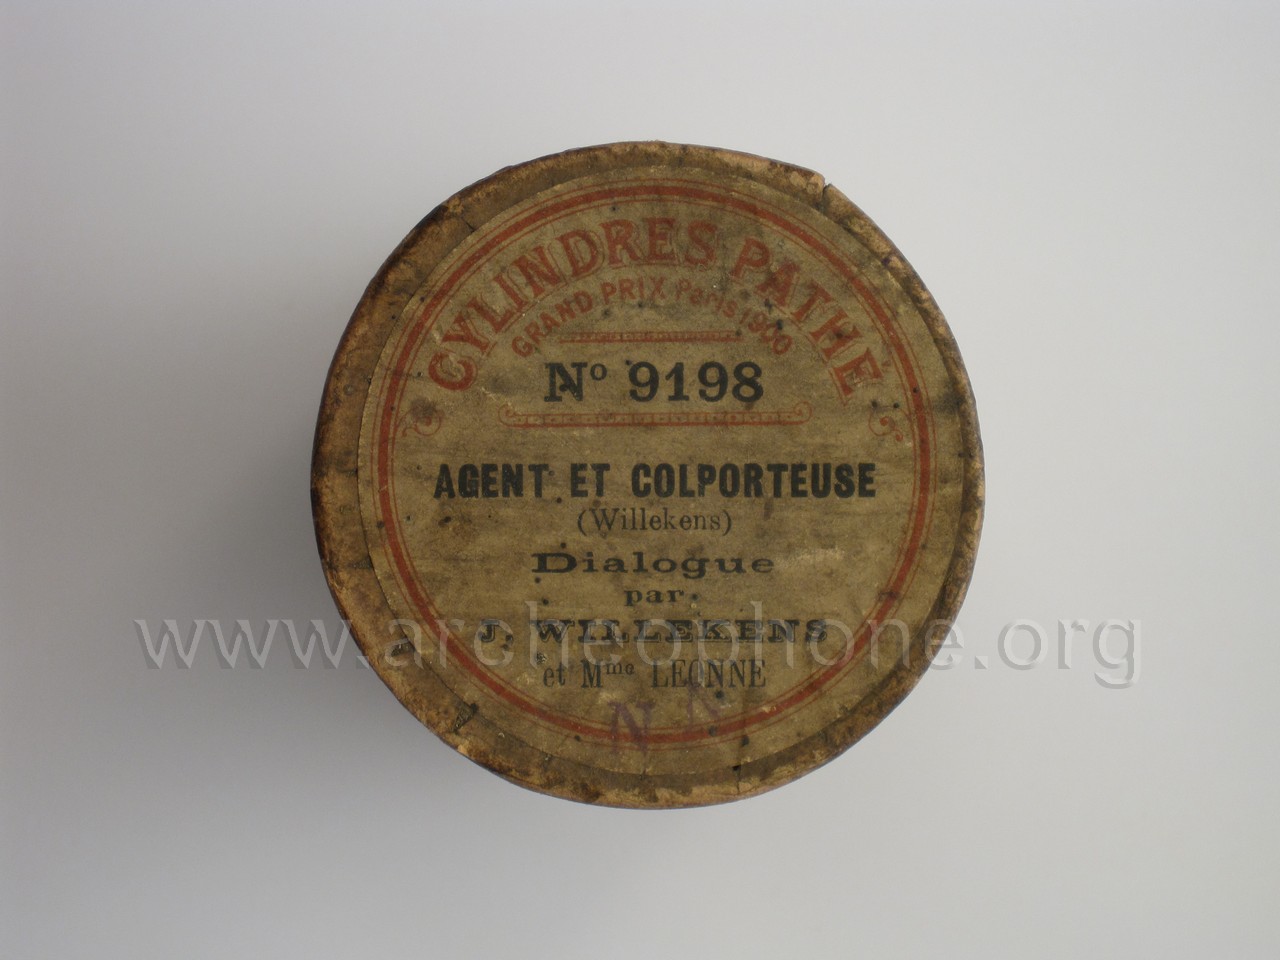 CYLINDRES PATHÉ
GRAND PRIX Paris 1900
Nº 9198
AGENT ET COLPORTEUSE
(Willekens)
Dialogue
par
J. WILLEKENS
et Mme LEONNE
N N
www.archeophone.org